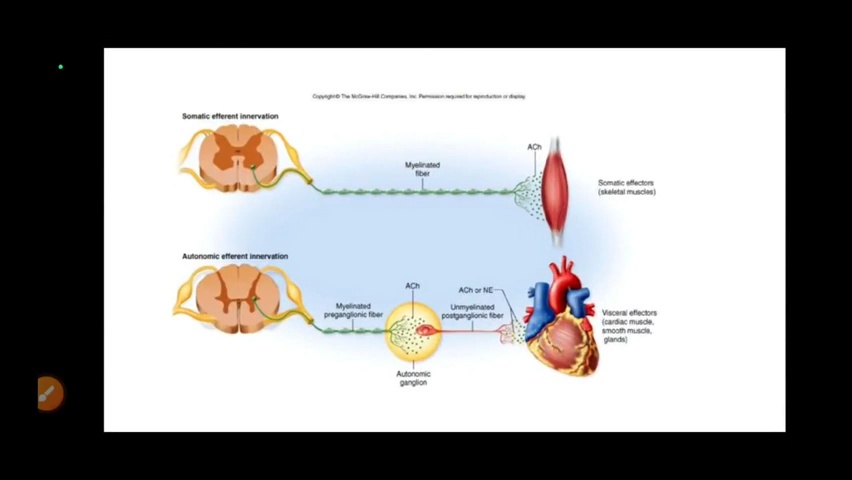 Copyright© The McGraw-Hill Companies, Inc. Permission required for reproduction or display.
Somatic efferent innervation
ACh
Myelinated
fiber
Somatic effectors
(skeletal muscles)
Autonomic efferent innervation
ACh
ACh or NE
Myelinated
preganglionic fiber
Unmyelinated
postganglionic fiber
Visceral effectors
(cardiac muscle,
smooth muscle,
glands)
Autonomic
ganglion